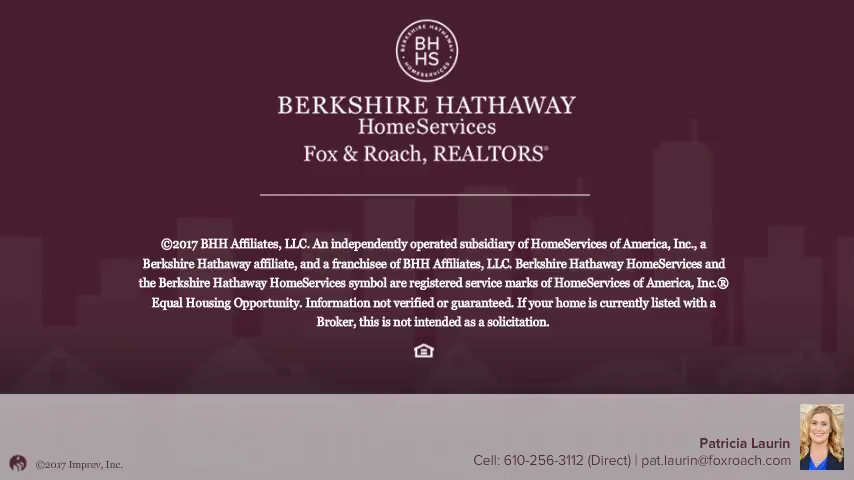 BERKSHIRE HATHAWAY
HOMESERVICES
BH
HS
BERKSHIRE HATHAWAY
HomeServices
Fox & Roach, REALTORS®
©2017 BHH Affiliates, LLC. An independently operated subsidiary of HomeServices of America, Inc., a
Berkshire Hathaway affiliate, and a franchisee of BHH Affiliates, LLC. Berkshire Hathaway HomeServices and
the Berkshire Hathaway HomeServices symbol are registered service marks of HomeServices of America, Inc.®
Equal Housing Opportunity. Information not verified or guaranteed. If your home is currently listed with a
Broker, this is not intended as a solicitation.
Patricia Laurin
Cell: 610-256-3112 (Direct) | pat.laurin@foxroach.com
©2017 Imprev, Inc.